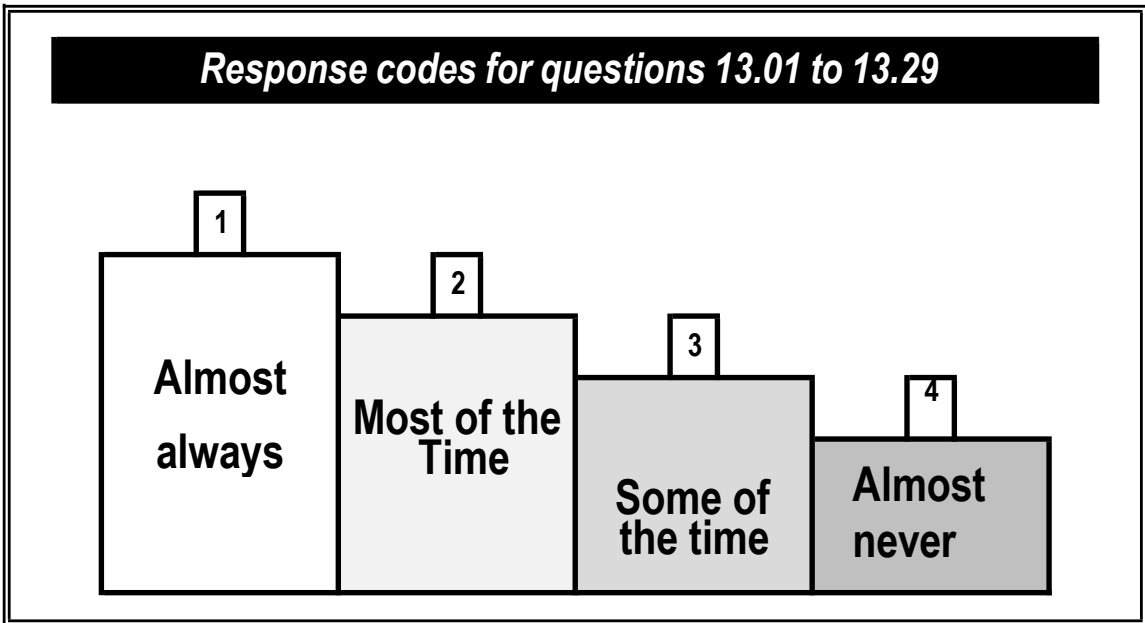 Response codes for questions 13.01 to 13.29
1
Almost
always
2
Most of the
Time
3
Some of
the time
4
Almost
never